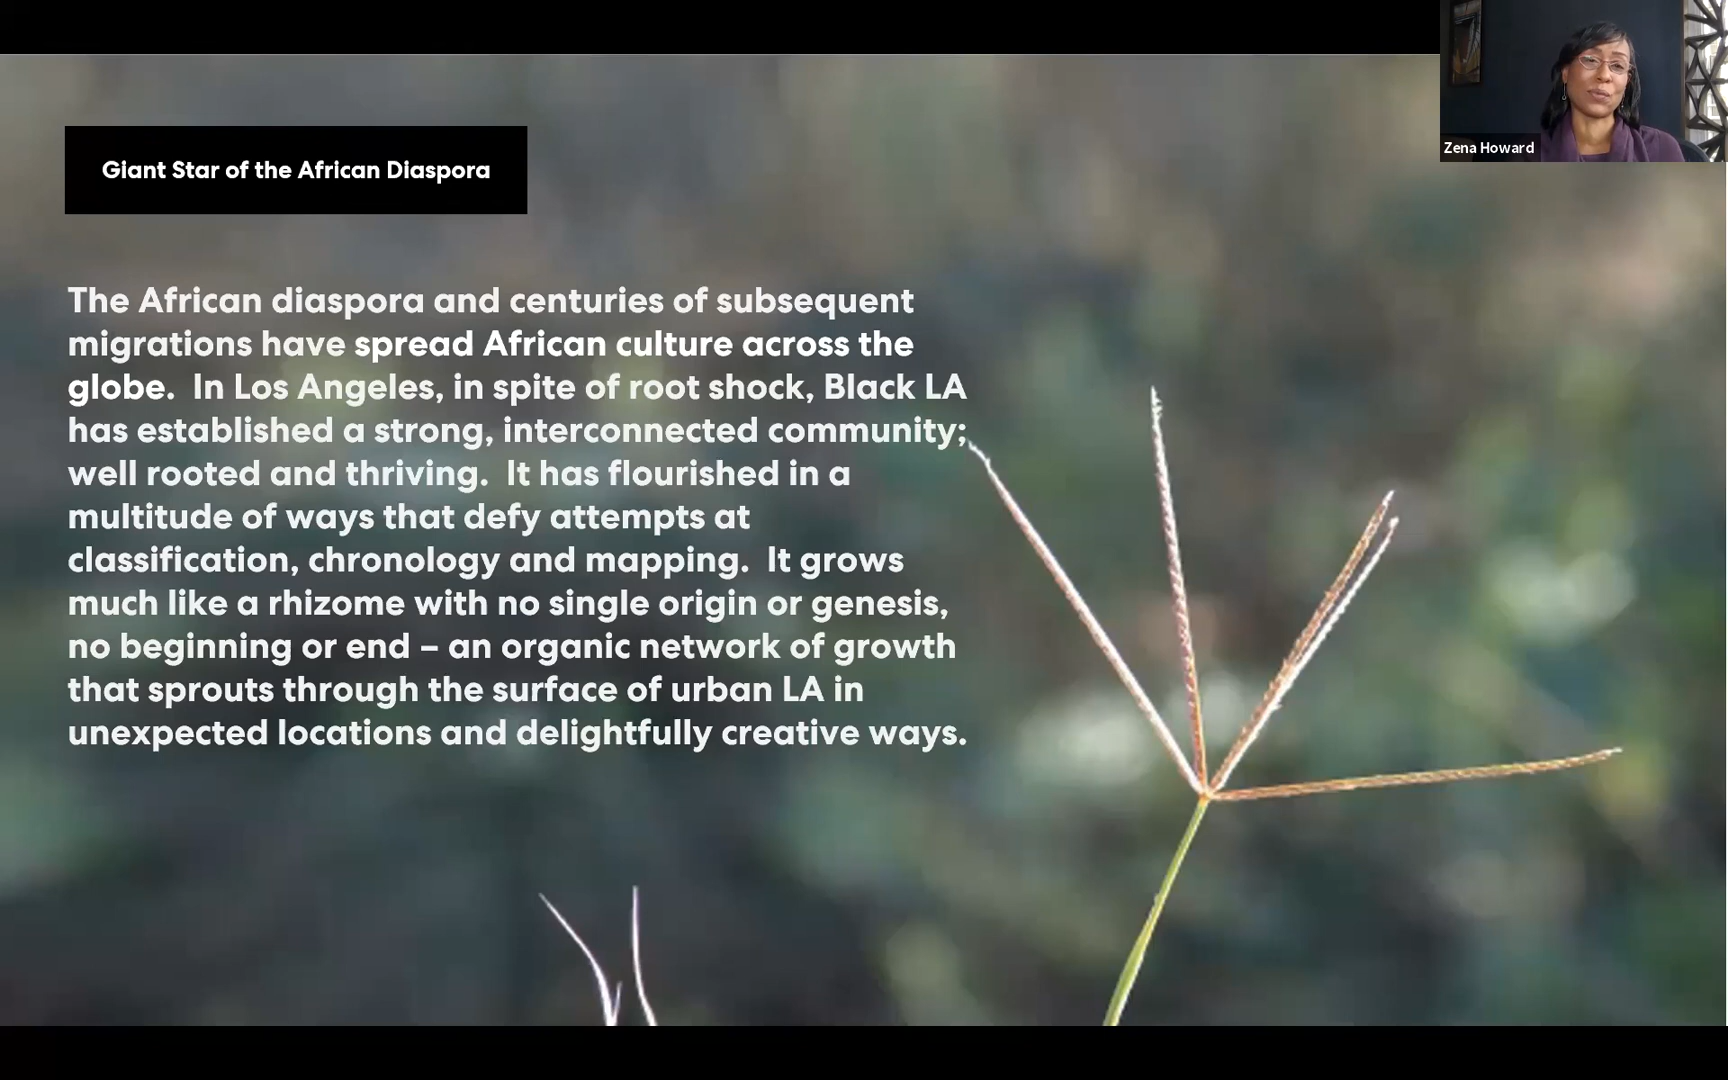 Zena Howard
Giant Star of the African Diaspora
The African diaspora and centuries of subsequent
migrations have spread African culture across the
globe.  In Los Angeles, in spite of root shock, Black LA
has established a strong, interconnected community;
well rooted and thriving.  It has flourished in a
multitude of ways that defy attempts at
classification, chronology and mapping.  It grows
much like a rhizome with no single origin or genesis,
no beginning or end – an organic network of growth
that sprouts through the surface of urban LA in
unexpected locations and delightfully creative ways.